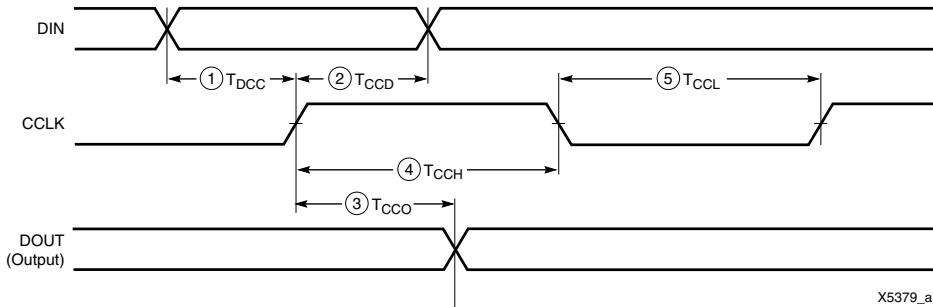 DIN
1 T_DCC
2 T_CCD
5 T_CCL
CCLK
4 T_CCH
3 T_CCO
DOUT
(Output)
X5379_a